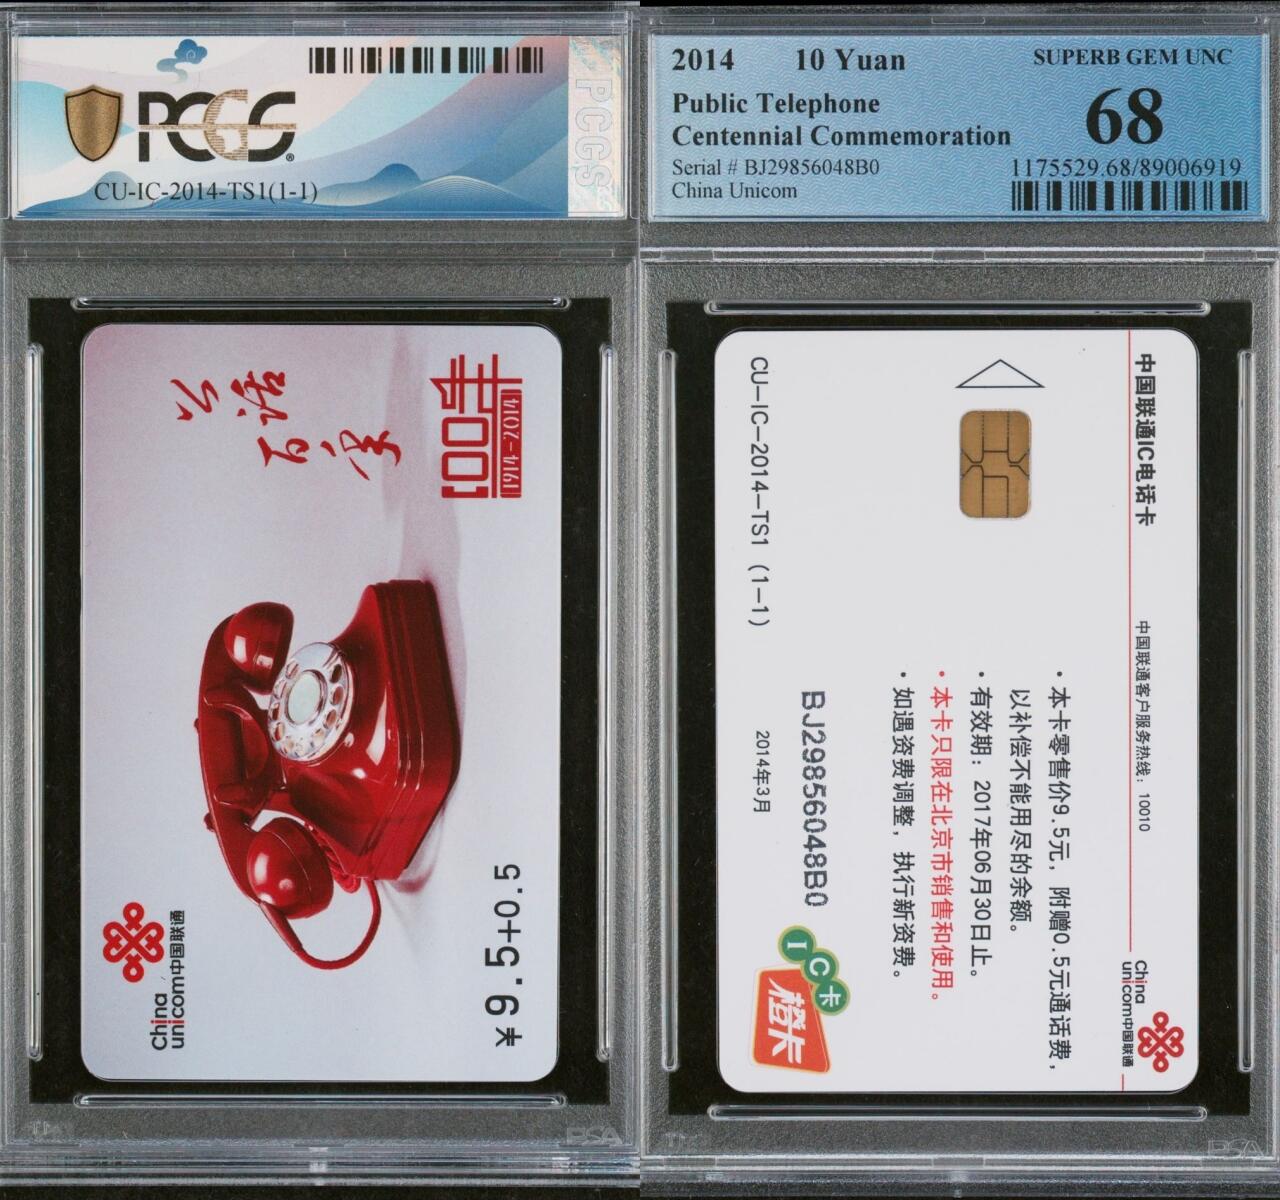 PCGS
CU-IC-2014-TS1(1-1)
PCGS
公话
百年
100年
1914-2014
¥9.5+0.5
China
unicom中国联通
PSA
2014 10 Yuan
SUPERB GEM UNC
Public Telephone
Centennial Commemoration
68
Serial # BJ29856048B0
China Unicom
1175529.68/89006919
中国联通IC电话卡
中国联通客户服务热线：10010
China
unicom中国联通
·本卡零售价9.5元，附赠0.5元通话费，
以补偿不能用尽的余额。
·有效期：2017年06月30日止。
·本卡只限在北京市销售和使用。
·如遇资费调整，执行新资费。
BJ29856048B0
IC卡
橙卡
CU—IC—2014—TS1 (1—1)
2014年3月
PSA